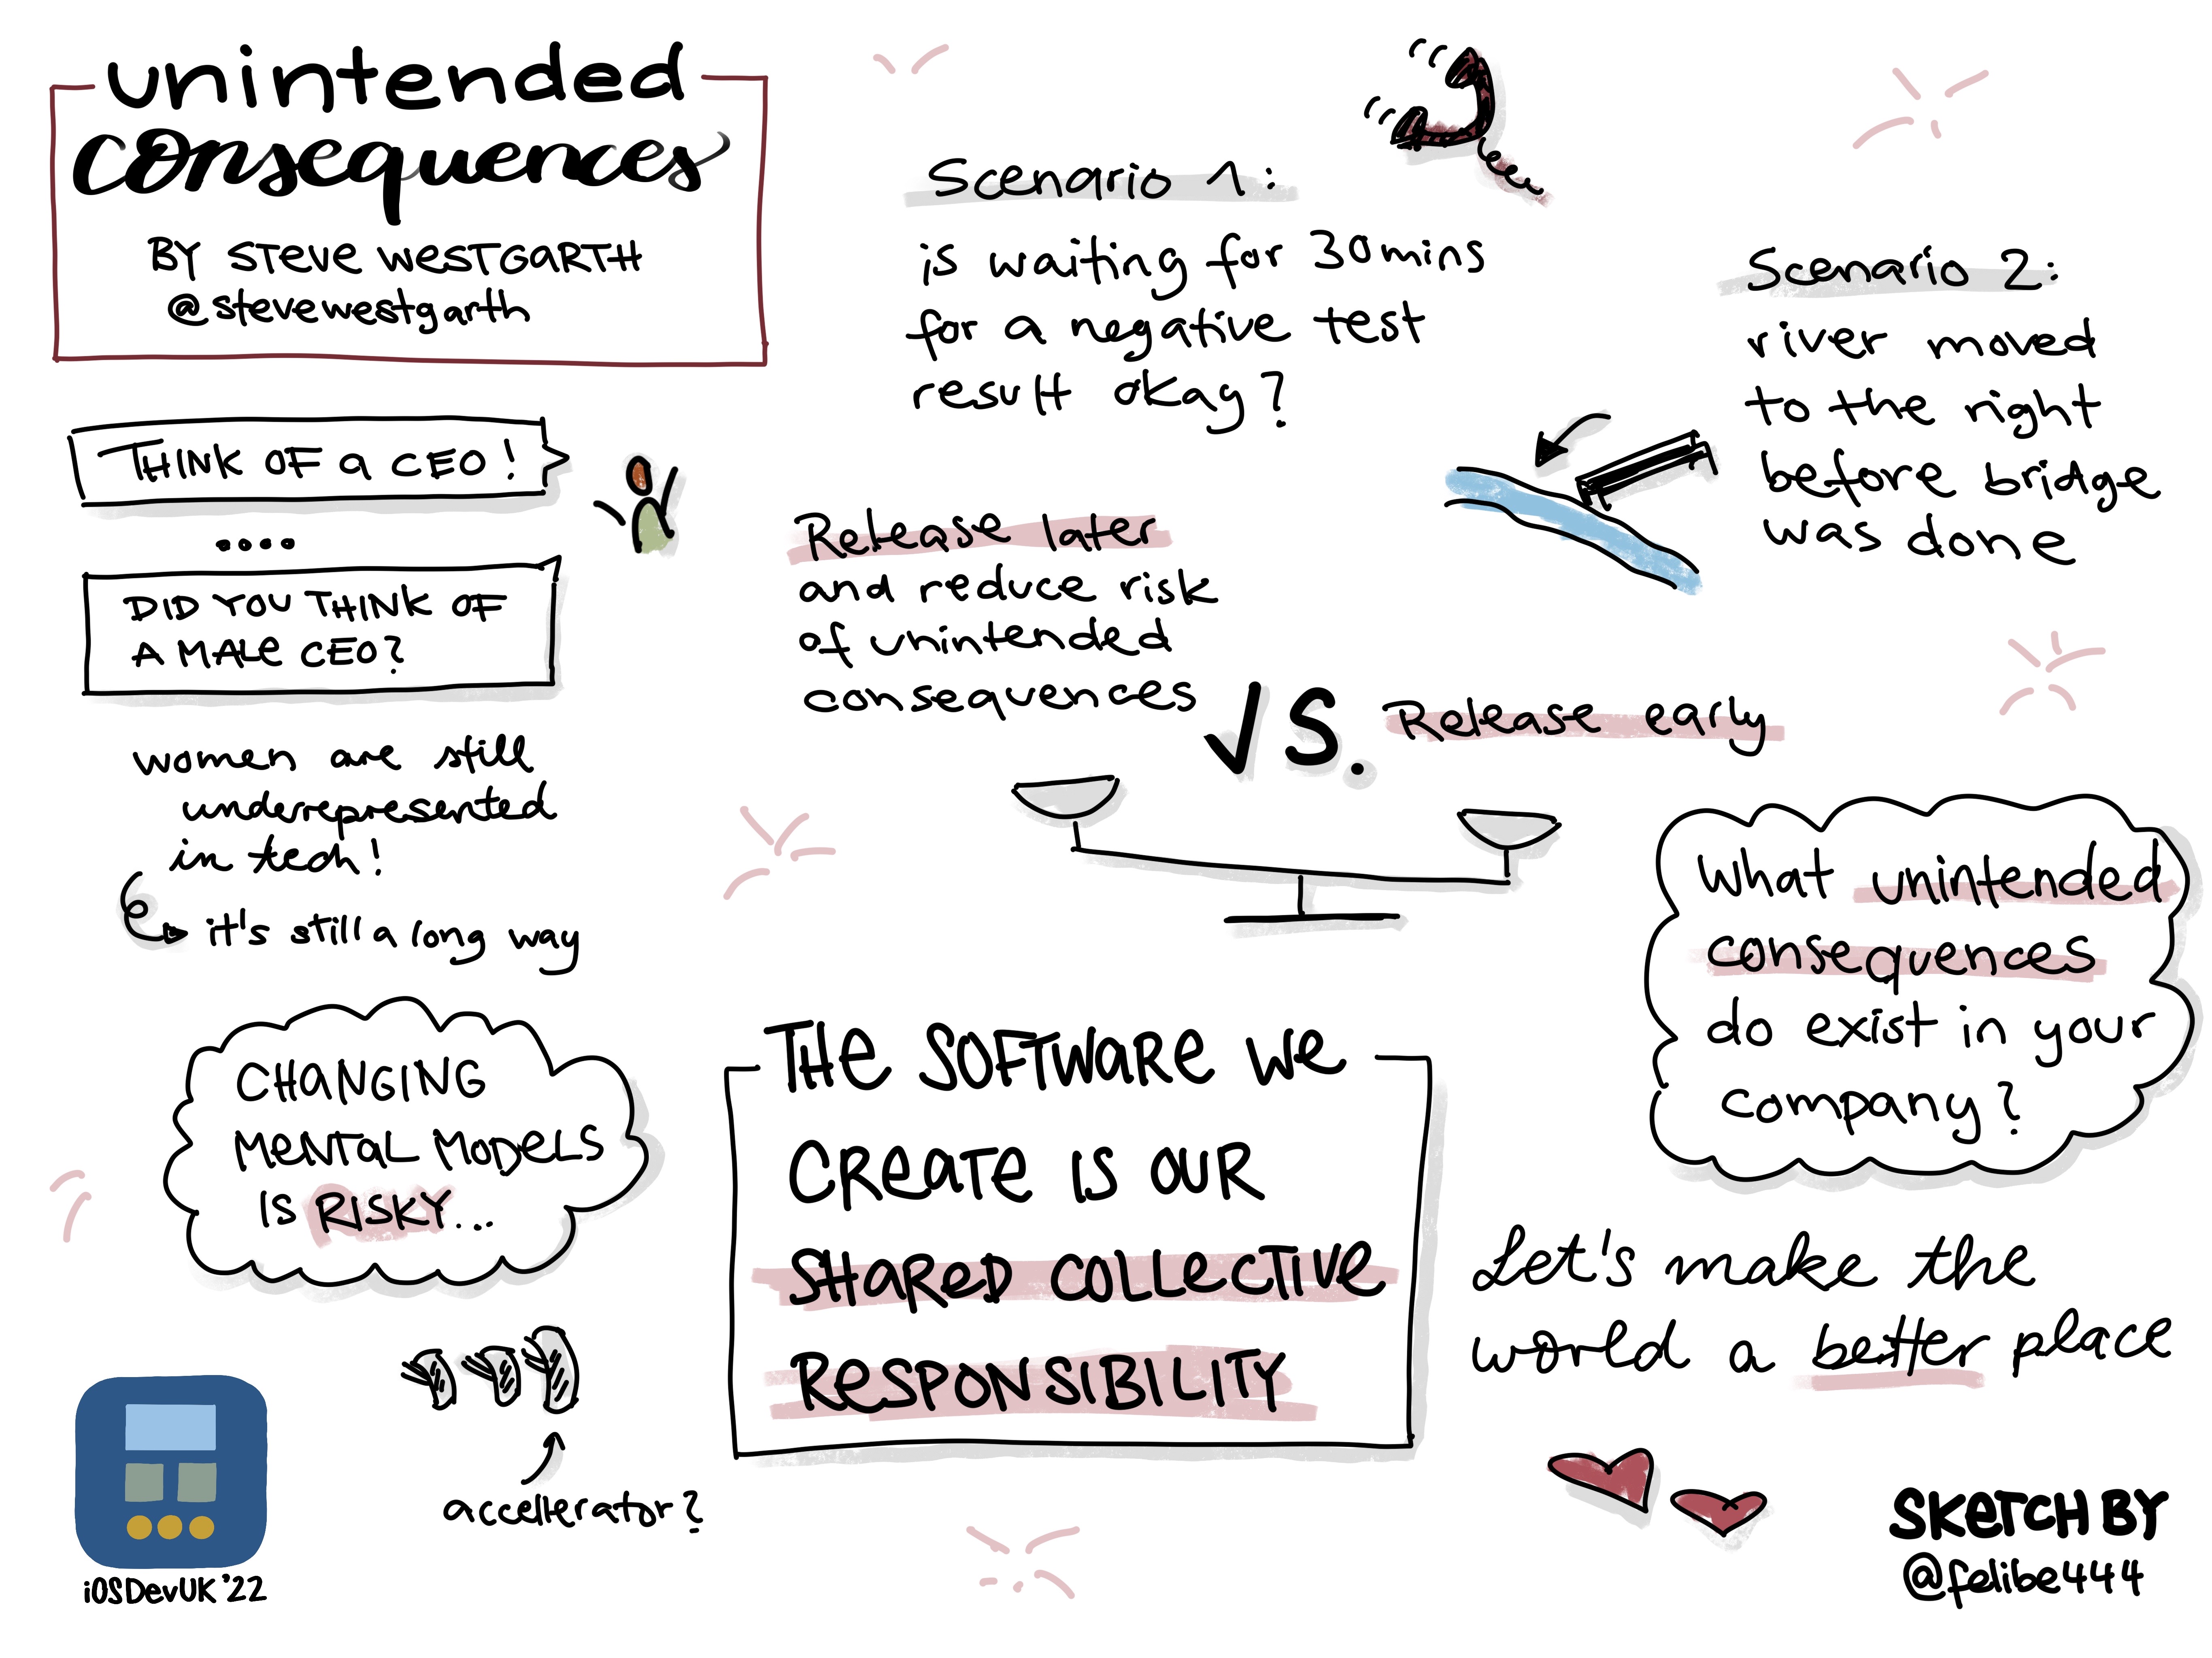 unintended
consequences
BY STEVE WESTGARTH
@stevewestgarth
THINK OF A CEO!
....
DID YOU THINK OF
A MALE CEO?
women are still
underrepresented
in tech!
it's still a long way
CHANGING
MENTAL MODELS
IS RISKY...
accellerator?
iOSDevUK'22
Scenario 1:
is waiting for 30mins
for a negative test
result okay?
Scenario 2:
river moved
to the right
before bridge
was done
Release later
and reduce risk
of unintended
consequences
VS.
Release early
THE SOFTWARE WE
CREATE IS OUR
SHARED COLLECTIVE
RESPONSIBILITY
What unintended
consequences
do exist in your
company?
Let's make the
world a better place
SKETCH BY
@felibe444